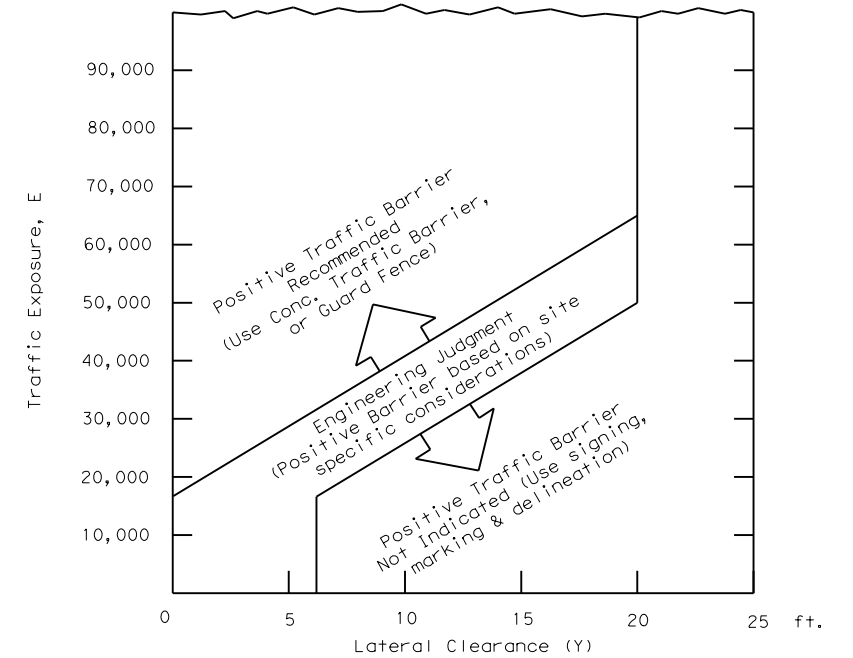 90,000
80,000
70,000
60,000
50,000
40,000
30,000
20,000
10,000
Traffic Exposure, E
Positive Traffic Barrier
Recommended
(Use Conc. Traffic Barrier,
or Guard Fence)
Engineering Judgment
(Positive Barrier based on site
specific considerations)
Positive Traffic Barrier
Not Indicated (Use signing,
marking & delineation)
0 5 10 15 20 25 ft.
Lateral Clearance (Y)